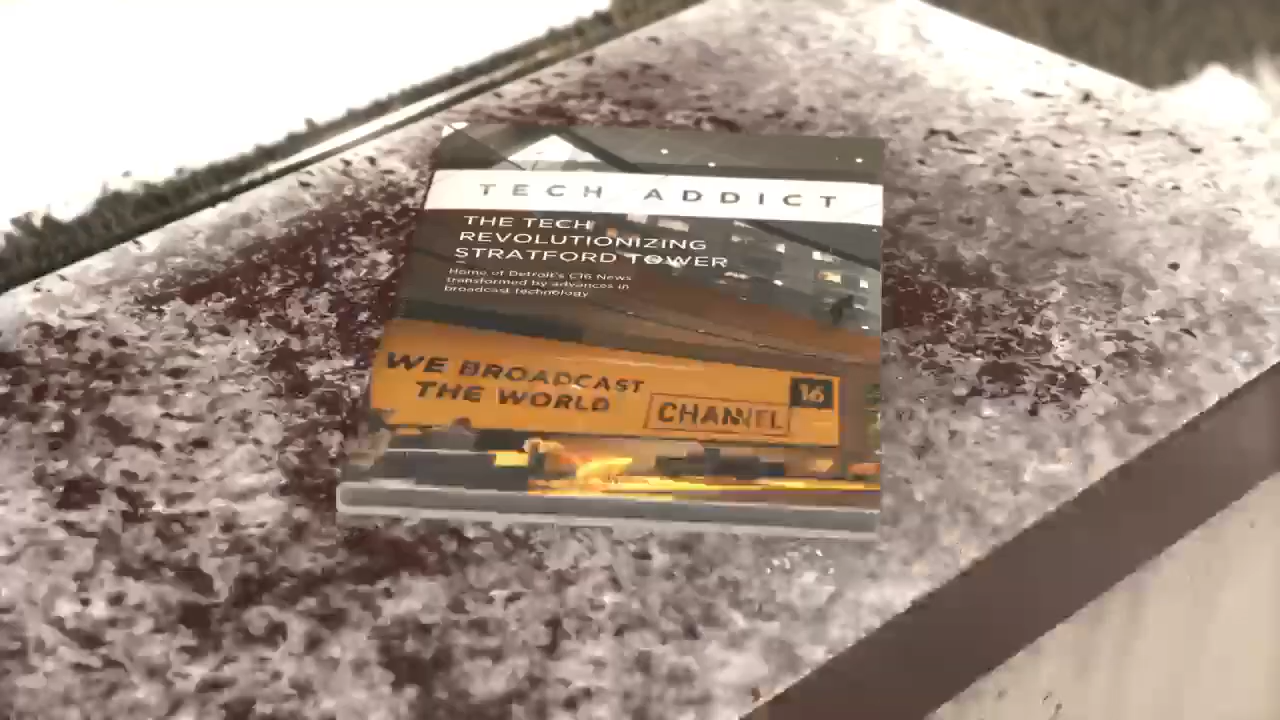 TECH ADDICT
THE TECH
REVOLUTIONIZING
STRATFORD TOWER
Home of Detroit's C16 News
transformed by advances in
broadcast technology
WE BROADCAST
THE WORLD
CHANNEL
16